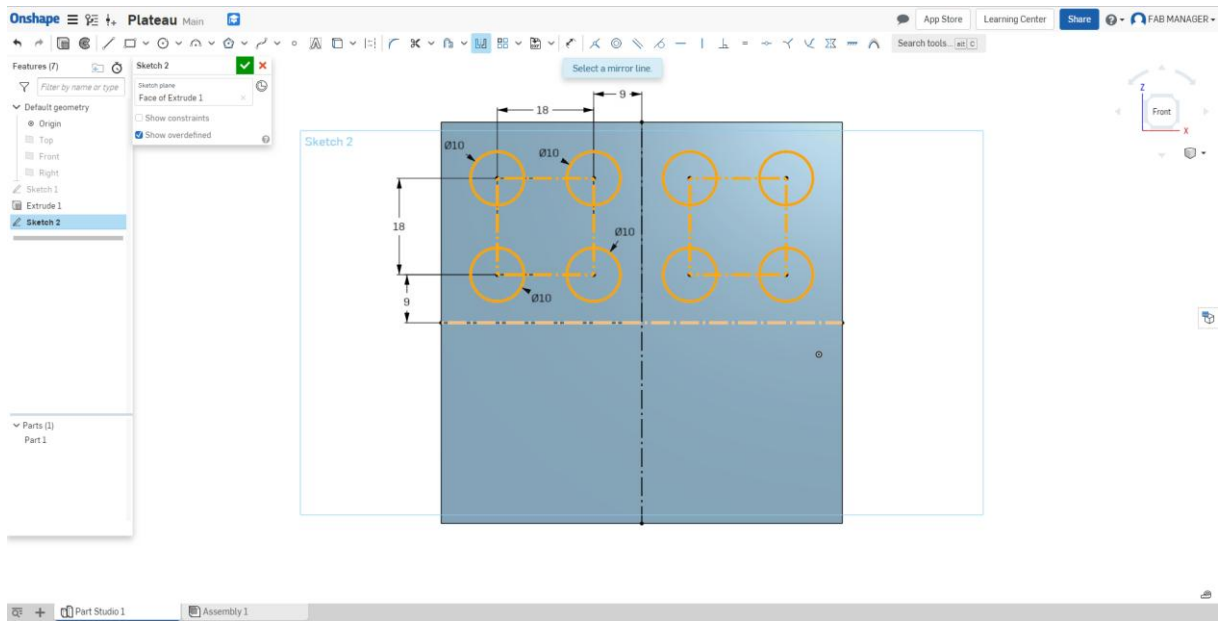 Onshape Plateau Main App Store Learning Center Share FAB MANAGER
Search tools... alt C
Features (7)
Filter by name or type
Default geometry
Origin
Top
Front
Right
Sketch 1
Extrude 1
Sketch 2
Sketch 2
Sketch plane
Face of Extrude 1
Show constraints
Show overdefined
Select a mirror line.
Sketch 2
9
18
Ø10
Ø10
18
Ø10
Ø10
9
Z
Front
X
Parts (1)
Part 1
Part Studio 1 Assembly 1